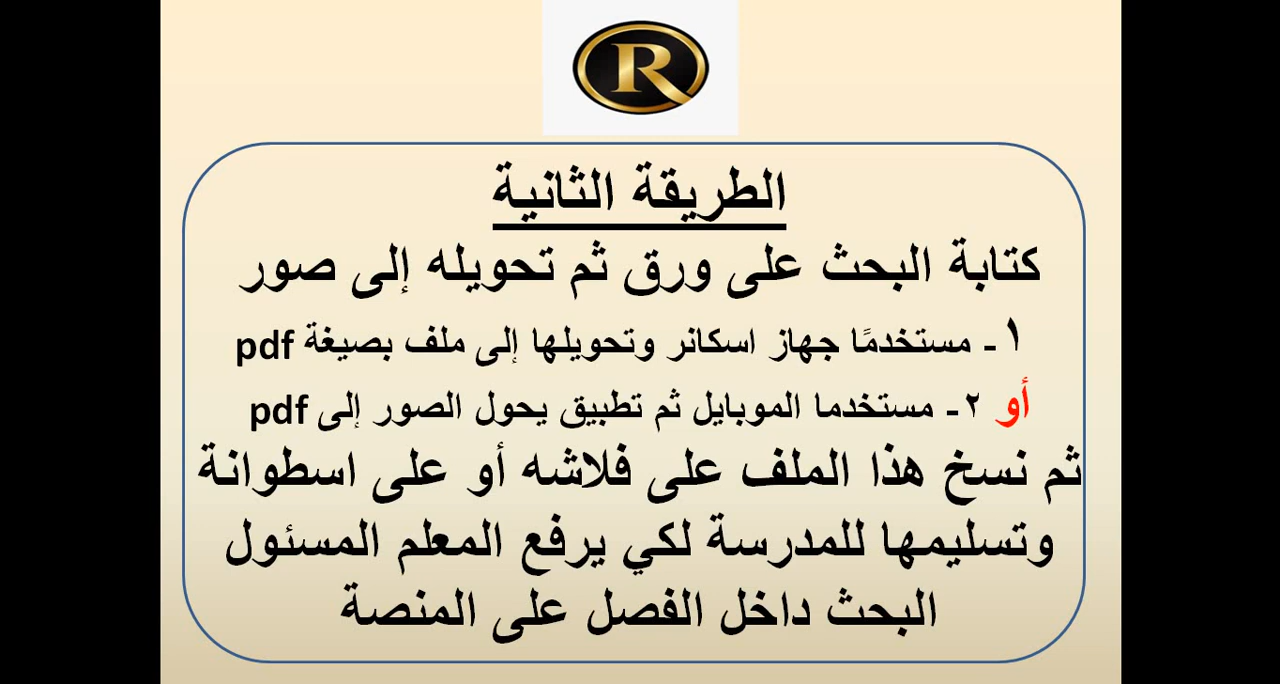 R
الطريقة الثانية
كتابة البحث على ورق ثم تحويله إلى صور
١- مستخدمًا جهاز اسكانر وتحويلها إلى ملف بصيغة pdf
أو ٢- مستخدما الموبايل ثم تطبيق يحول الصور إلى pdf
ثم نسخ هذا الملف على فلاشه أو على اسطوانة
وتسليمها للمدرسة لكي يرفع المعلم المسئول
البحث داخل الفصل على المنصة